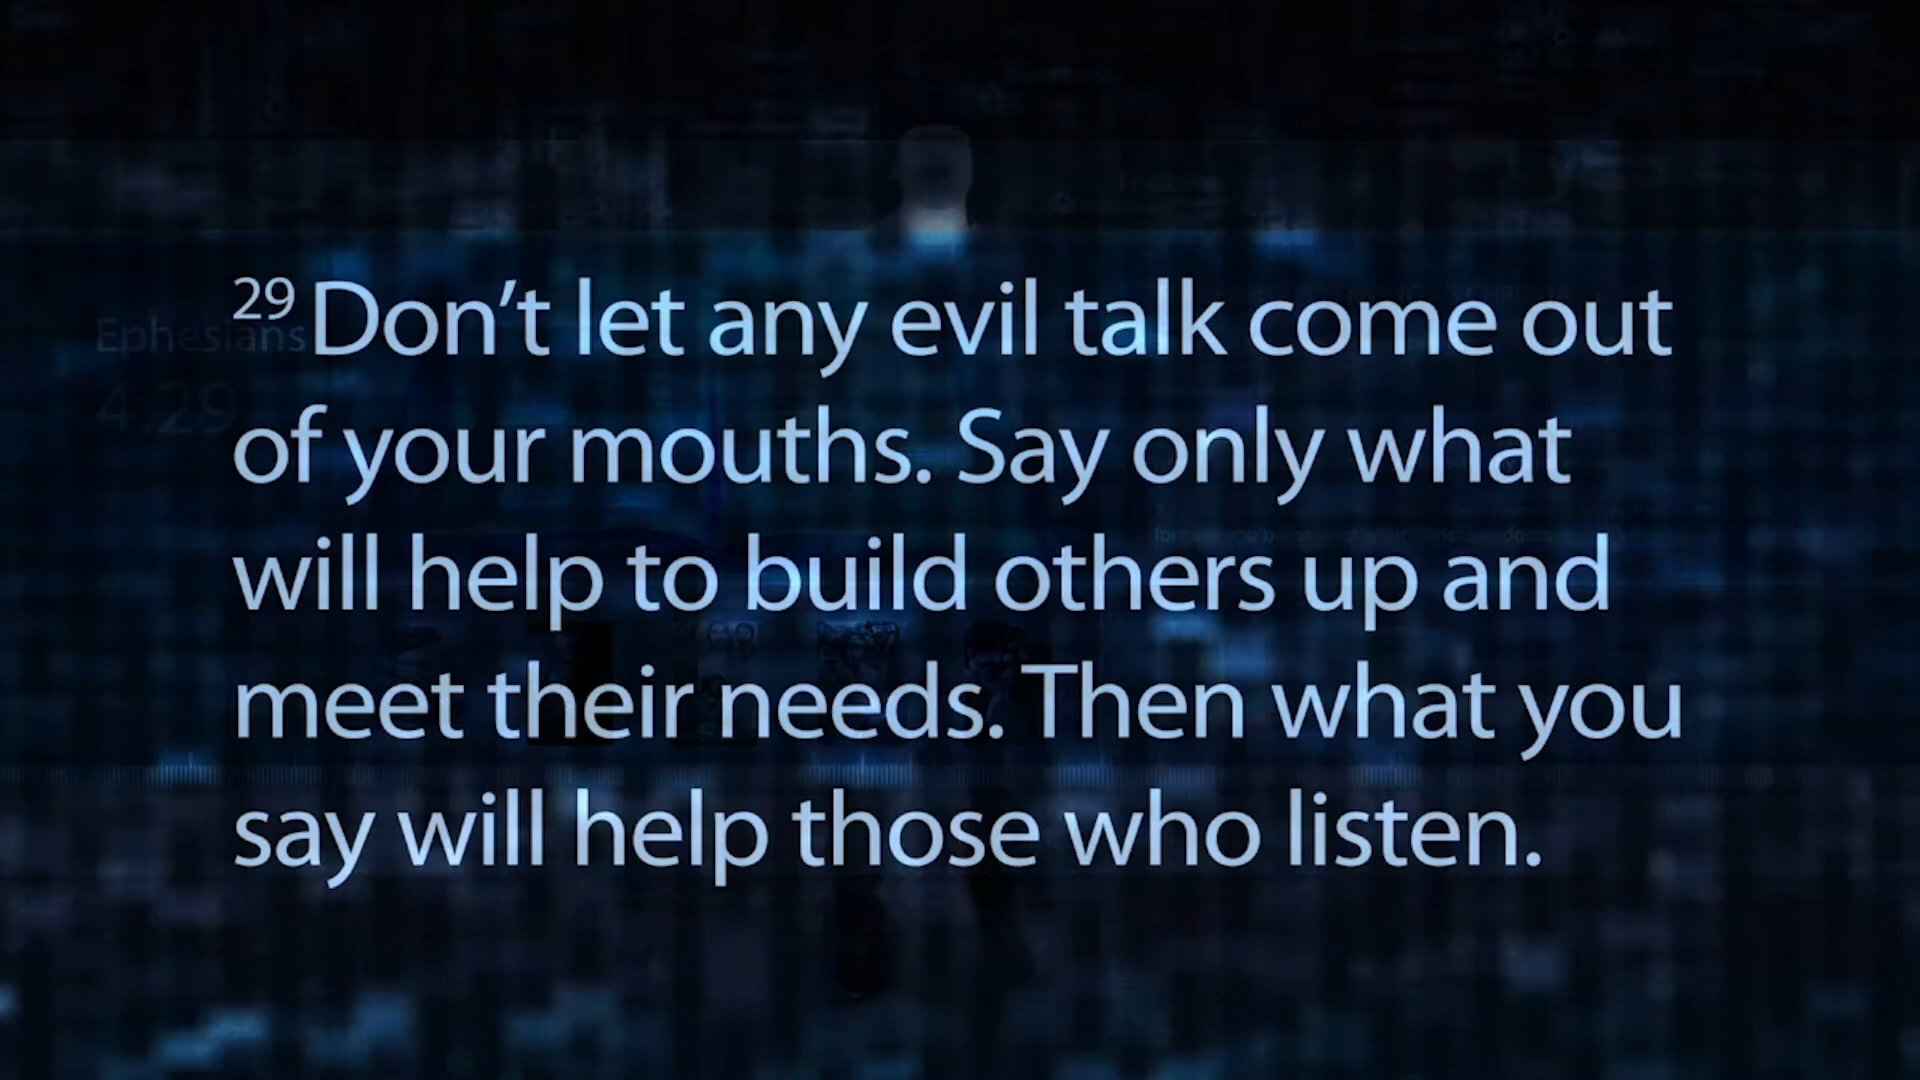 29 Don’t let any evil talk come out
of your mouths. Say only what
will help to build others up and
meet their needs. Then what you
say will help those who listen.
Ephesians
4.29